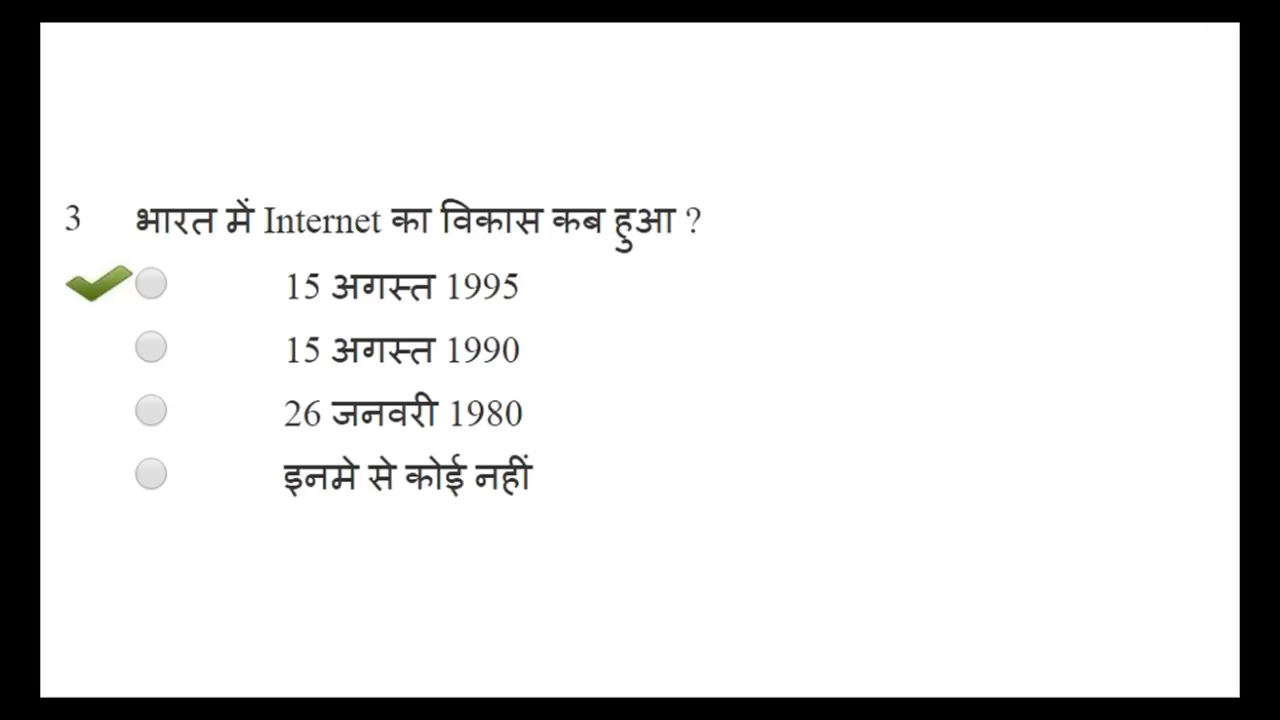 3 भारत में Internet का विकास कब हुआ ?
15 अगस्त 1995
15 अगस्त 1990
26 जनवरी 1980
इनमे से कोई नहीं